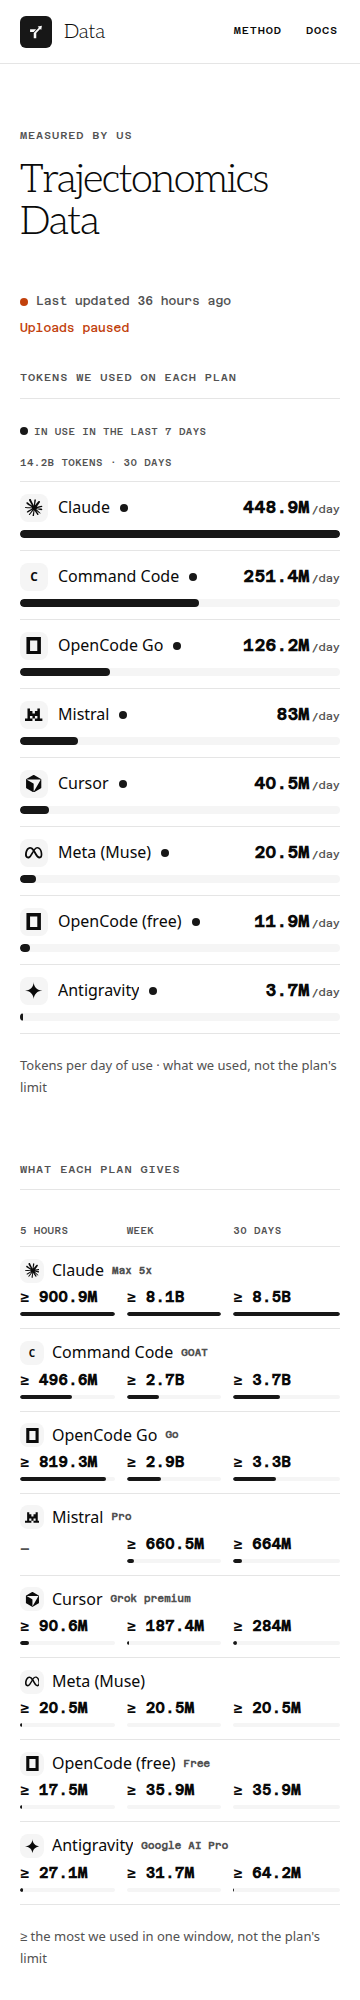 Data
METHOD DOCS
MEASURED BY US
Trajectonomics
Data
Last updated 36 hours ago
Uploads paused
TOKENS WE USED ON EACH PLAN
IN USE IN THE LAST 7 DAYS
14.2B TOKENS · 30 DAYS
Claude 448.9M/day
C Command Code 251.4M/day
OpenCode Go 126.2M/day
Mistral 83M/day
Cursor 40.5M/day
Meta (Muse) 20.5M/day
OpenCode (free) 11.9M/day
Antigravity 3.7M/day
Tokens per day of use · what we used, not the plan's
limit
WHAT EACH PLAN GIVES
5 HOURS WEEK 30 DAYS
Claude Max 5x
≥ 900.9M ≥ 8.1B ≥ 8.5B
C Command Code GOAT
≥ 496.6M ≥ 2.7B ≥ 3.7B
OpenCode Go Go
≥ 819.3M ≥ 2.9B ≥ 3.3B
Mistral Pro
– ≥ 660.5M ≥ 664M
Cursor Grok premium
≥ 90.6M ≥ 187.4M ≥ 284M
Meta (Muse)
≥ 20.5M ≥ 20.5M ≥ 20.5M
OpenCode (free) Free
≥ 17.5M ≥ 35.9M ≥ 35.9M
Antigravity Google AI Pro
≥ 27.1M ≥ 31.7M ≥ 64.2M
≥ the most we used in one window, not the plan's
limit